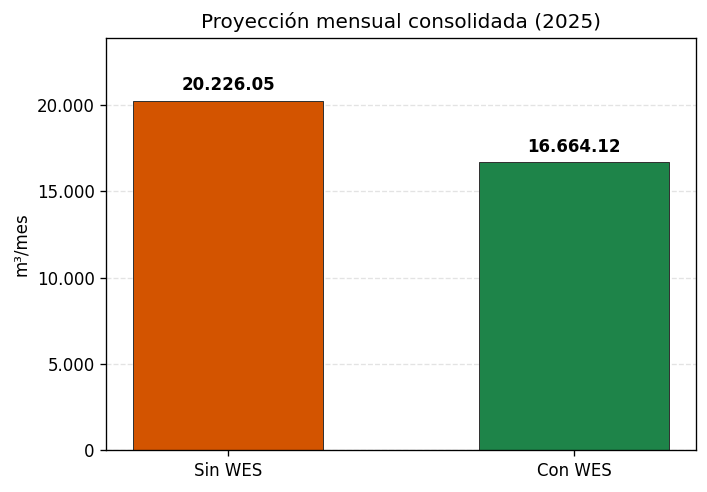 Proyección mensual consolidada (2025)
20.226.05
16.664.12
20.000
15.000
10.000
5.000
0
m³/mes
Sin WES
Con WES